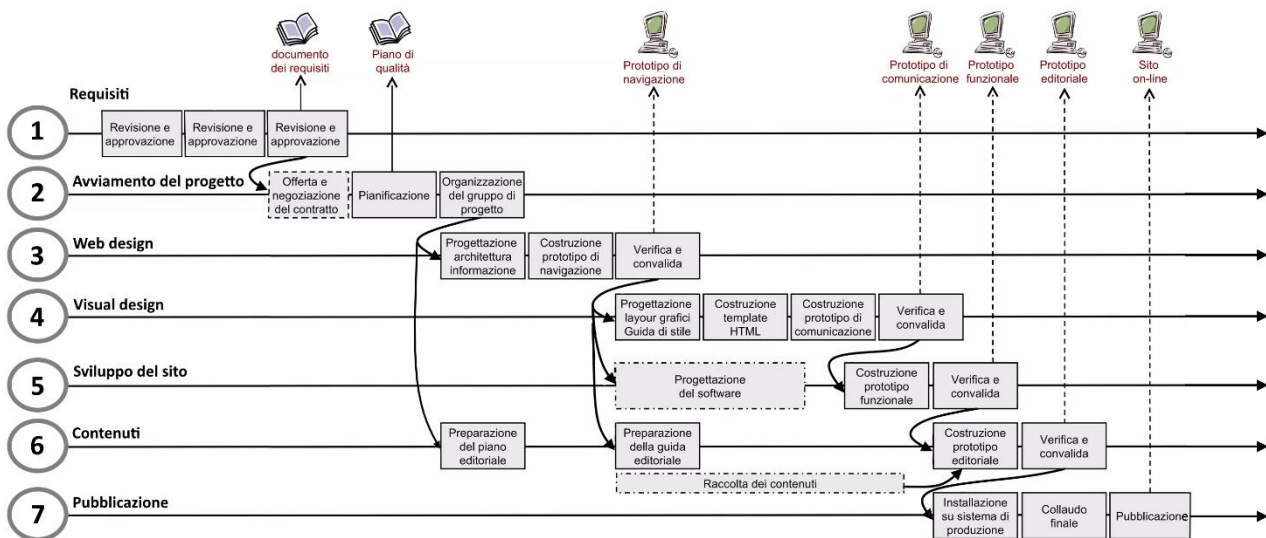 documento
dei requisiti
Piano di
qualità
Prototipo di
navigazione
Prototipo di
comunicazione
Prototipo
funzionale
Prototipo
editoriale
Sito
on-line
1
Requisiti
Revisione e
approvazione
Revisione e
approvazione
Revisione e
approvazione
2
Avviamento del progetto
Offerta e
negoziazione
del contratto
Pianificazione
Organizzazione
del gruppo di
progetto
3
Web design
Progettazione
architettura
informazione
Costruzione
prototipo di
navigazione
Verifica e
convalida
4
Visual design
Progettazione
layour grafici
Guida di stile
Costruzione
template
HTML
Costruzione
prototipo di
comunicazione
Verifica e
convalida
5
Sviluppo del sito
Progettazione
del software
Costruzione
prototipo
funzionale
Verifica e
convalida
6
Contenuti
Preparazione
del piano
editoriale
Preparazione
della guida
editoriale
Costruzione
prototipo
editoriale
Verifica e
convalida
Raccolta dei contenuti
7
Pubblicazione
Installazione
su sistema di
produzione
Collaudo
finale
Pubblicazione